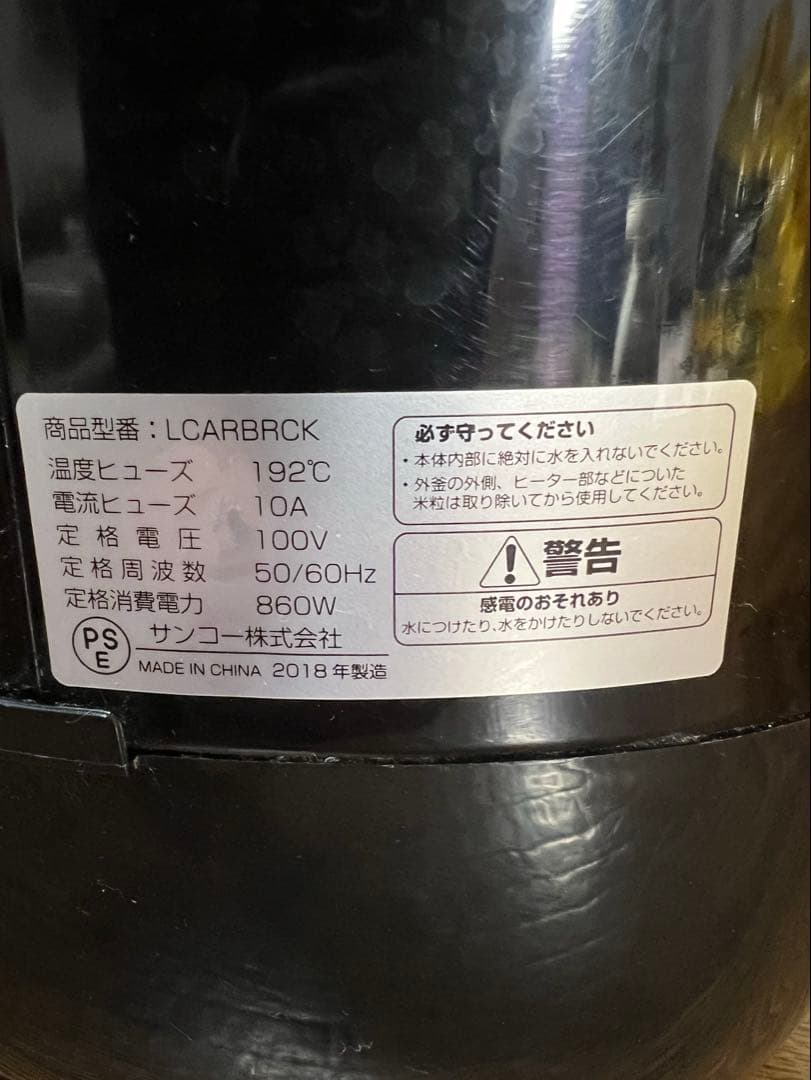 商品型番：LCARBRCK
温度ヒューズ 192℃
電流ヒューズ 10A
定格電圧 100V
定格周波数 50/60Hz
定格消費電力 860W
PS
E
サンコー株式会社
MADE IN CHINA 2018年製造
必ず守ってください
・本体内部に絶対に水を入れないでください。
・外釜の外側、ヒーター部などについた
米粒は取り除いてから使用してください。
警告
感電のおそれあり
水につけたり、水をかけたりしないでください。